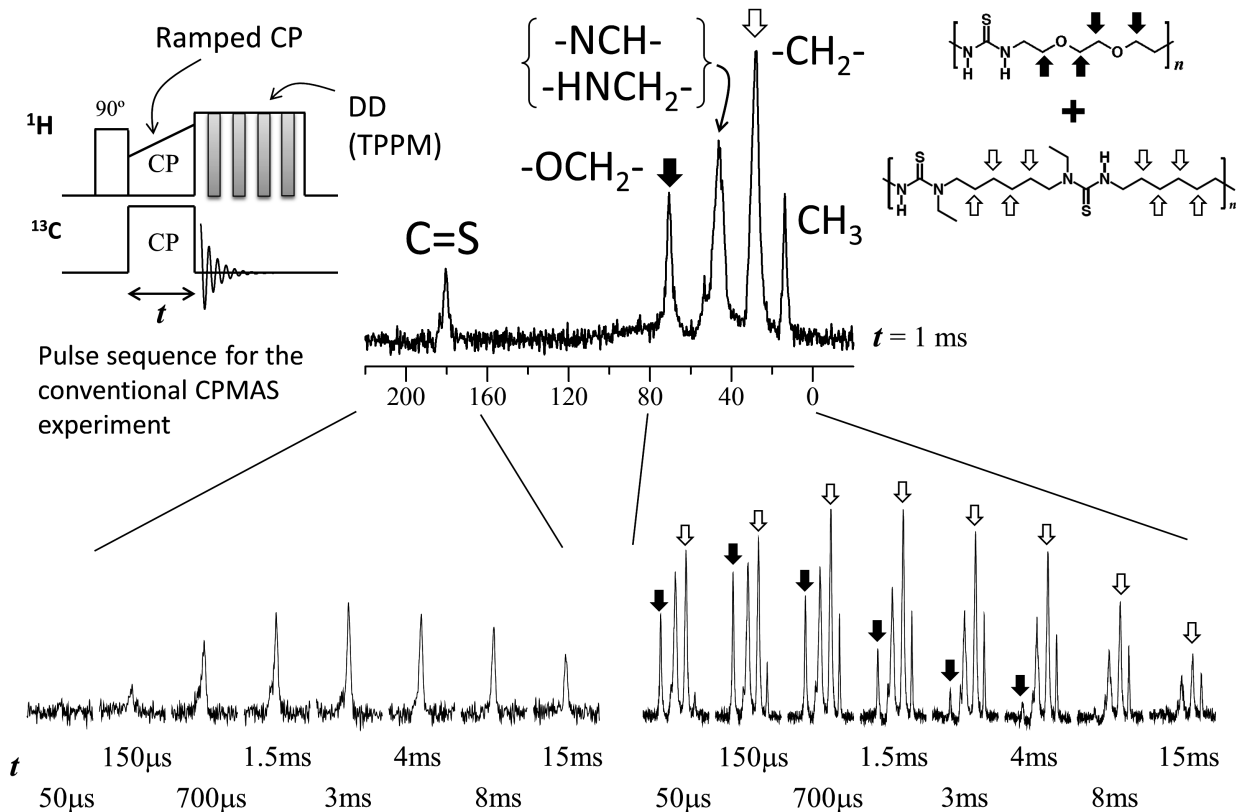 Ramped CP
90º
¹H
CP
DD
(TPPM)
¹³C
CP
t
Pulse sequence for the
conventional CPMAS
experiment
-NCH-
-HNCH₂-
-CH₂-
-OCH₂-
C=S
CH₃
t = 1 ms
200 160 120 80 40 0
S
N
H
N
H
O
O
n
+
S
N
H
N
N
S
H
N
n
t
50μs 150μs 700μs 1.5ms 3ms 4ms 8ms 15ms
50μs 150μs 700μs 1.5ms 3ms 4ms 8ms 15ms